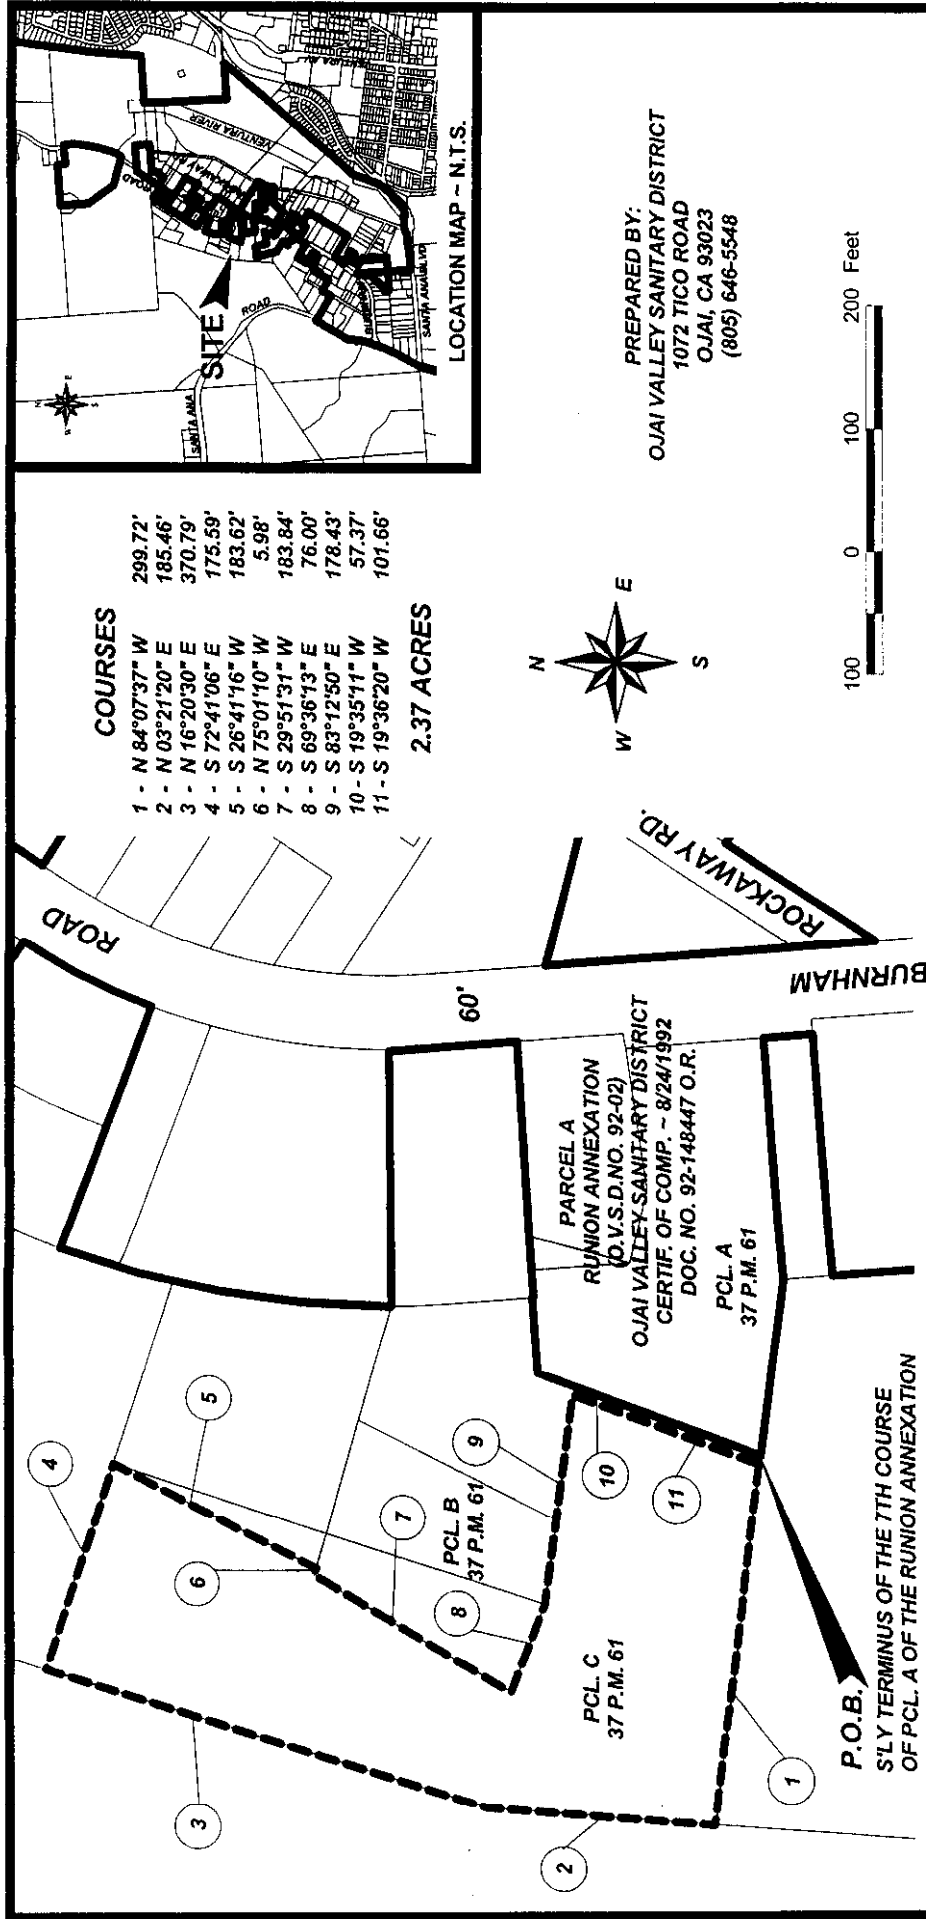 COURSES
1 - N 84°07'37" W 299.72'
2 - N 03°21'20" E 185.46'
3 - N 16°20'30" E 370.79'
4 - S 72°41'06" E 175.59'
5 - S 26°41'16" W 183.62'
6 - N 75°01'10" W 5.98'
7 - S 29°51'31" W 183.84'
8 - S 69°36'13" E 76.00'
9 - S 83°12'50" E 178.43'
10 - S 19°35'11" W 57.37'
11 - S 19°36'20" W 101.66'
2.37 ACRES
N
E
S
W
SANTA ANA
ROAD
SITE
ROAD
VENTURA RIVER
VENTURA AV
SANTA ANA BLVD
LOCATION MAP ~ N.T.S.
N
E
S
W
PREPARED BY:
OJAI VALLEY SANITARY DISTRICT
1072 TICO ROAD
OJAI, CA 93023
(805) 646-5548
100 0 100 200 Feet
ROAD
60'
BURNHAM
ROCKAWAY RD.
PARCEL A
RUNION ANNEXATION
(O.V.S.D.NO. 92-02)
OJAI VALLEY SANITARY DISTRICT
CERTIF. OF COMP. ~ 8/24/1992
DOC. NO. 92-148447 O.R.
PCL. A
37 P.M. 61
PCL. B
37 P.M. 61
PCL. C
37 P.M. 61
1
2
3
4
5
6
7
8
9
10
11
P.O.B.
S'LY TERMINUS OF THE 7TH COURSE
OF PCL. A OF THE RUNION ANNEXATION